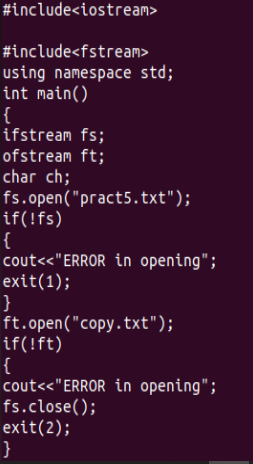 #include<iostream>
#include<fstream>
using namespace std;
int main()
{
ifstream fs;
ofstream ft;
char ch;
fs.open("pract5.txt");
if(!fs)
{
cout<<"ERROR in opening";
exit(1);
}
ft.open("copy.txt");
if(!ft)
{
cout<<"ERROR in opening";
fs.close();
exit(2);
}